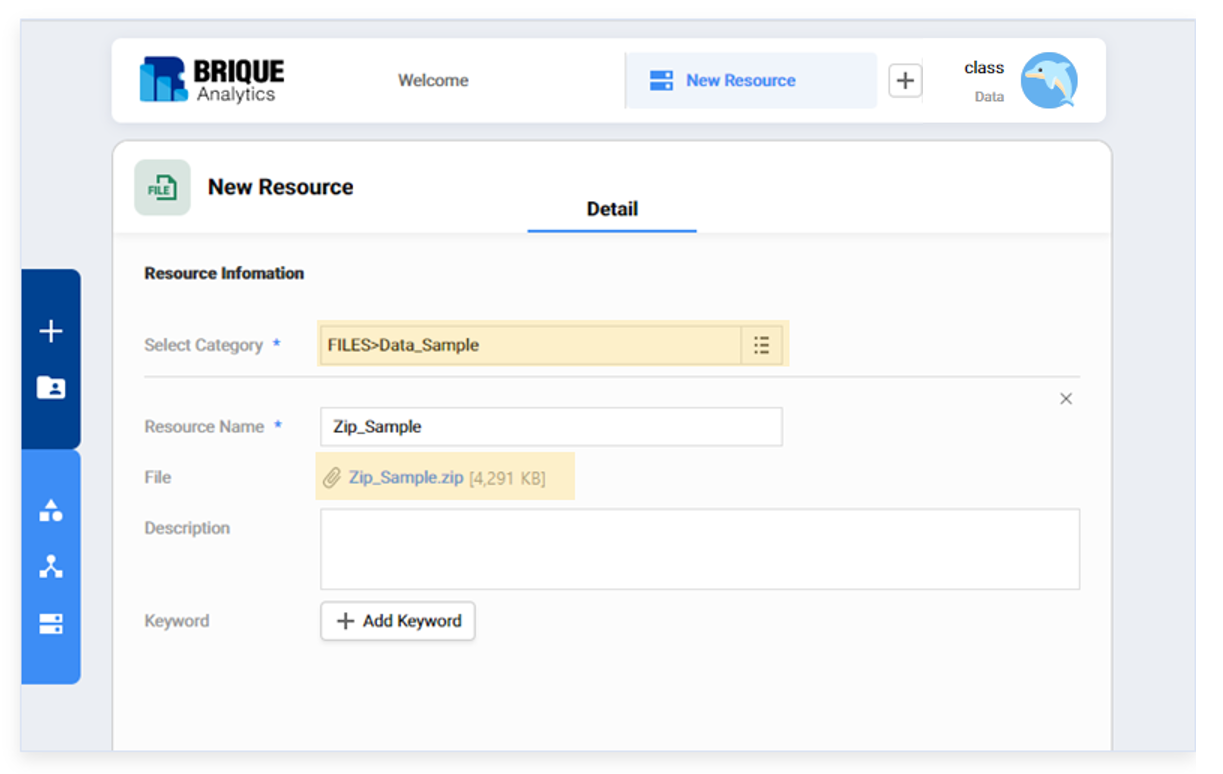 BRIQUE
Analytics
Welcome
New Resource
class
Data
FILE
New Resource
Detail
Resource Infomation
Select Category *
FILES>Data_Sample
Resource Name *
Zip_Sample
File
Zip_Sample.zip [4,291 KB]
Description
Keyword
Add Keyword